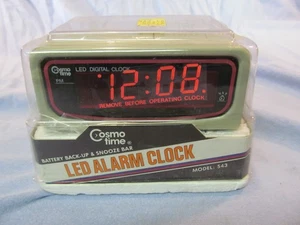 Cosmo
time
LED DIGITAL CLOCK
12:08
REMOVE BEFORE OPERATING CLOCK
Cosmo
time
BATTERY BACK-UP & SNOOZE BAR
LED ALARM CLOCK
MODEL: 543